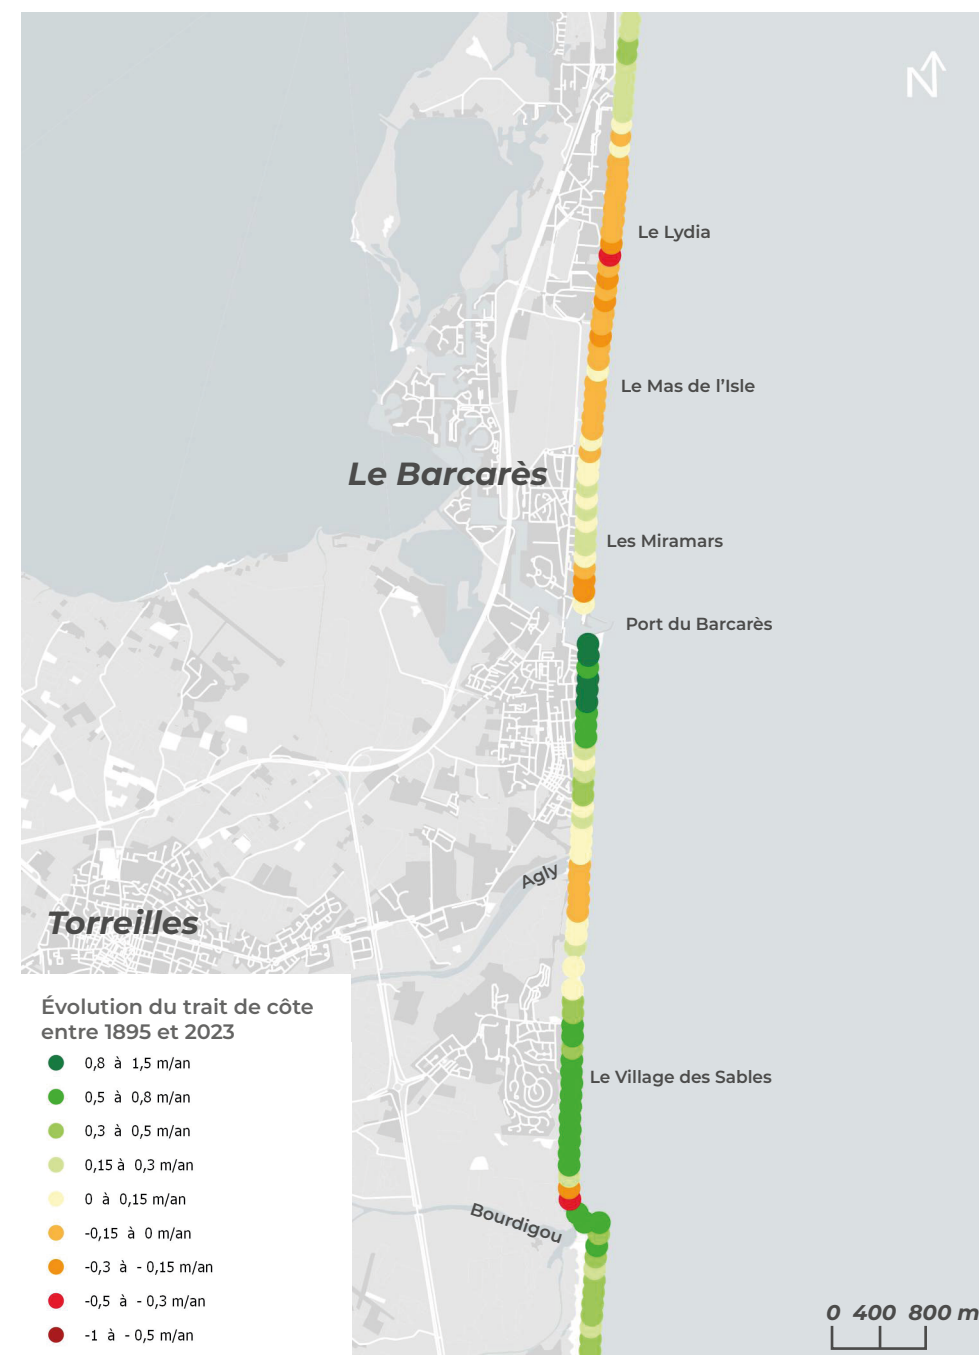 N
Le Lydia
Le Mas de l’Isle
Le Barcarès
Les Miramars
Port du Barcarès
Agly
Torreilles
Le Village des Sables
Bourdigou
Évolution du trait de côte
entre 1895 et 2023
0,8 à 1,5 m/an
0,5 à 0,8 m/an
0,3 à 0,5 m/an
0,15 à 0,3 m/an
0 à 0,15 m/an
-0,15 à 0 m/an
-0,3 à - 0,15 m/an
-0,5 à - 0,3 m/an
-1 à - 0,5 m/an
0 400 800 m